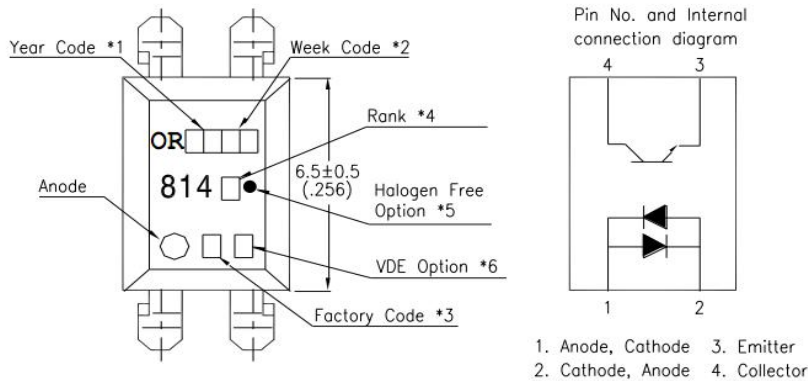 Year Code *1
Week Code *2
OR
Rank *4
814
6.5±0.5
(.256)
Anode
Halogen Free
Option *5
VDE Option *6
Factory Code *3
Pin No. and Internal
connection diagram
4 3
1 2
1. Anode, Cathode 3. Emitter
2. Cathode, Anode 4. Collector